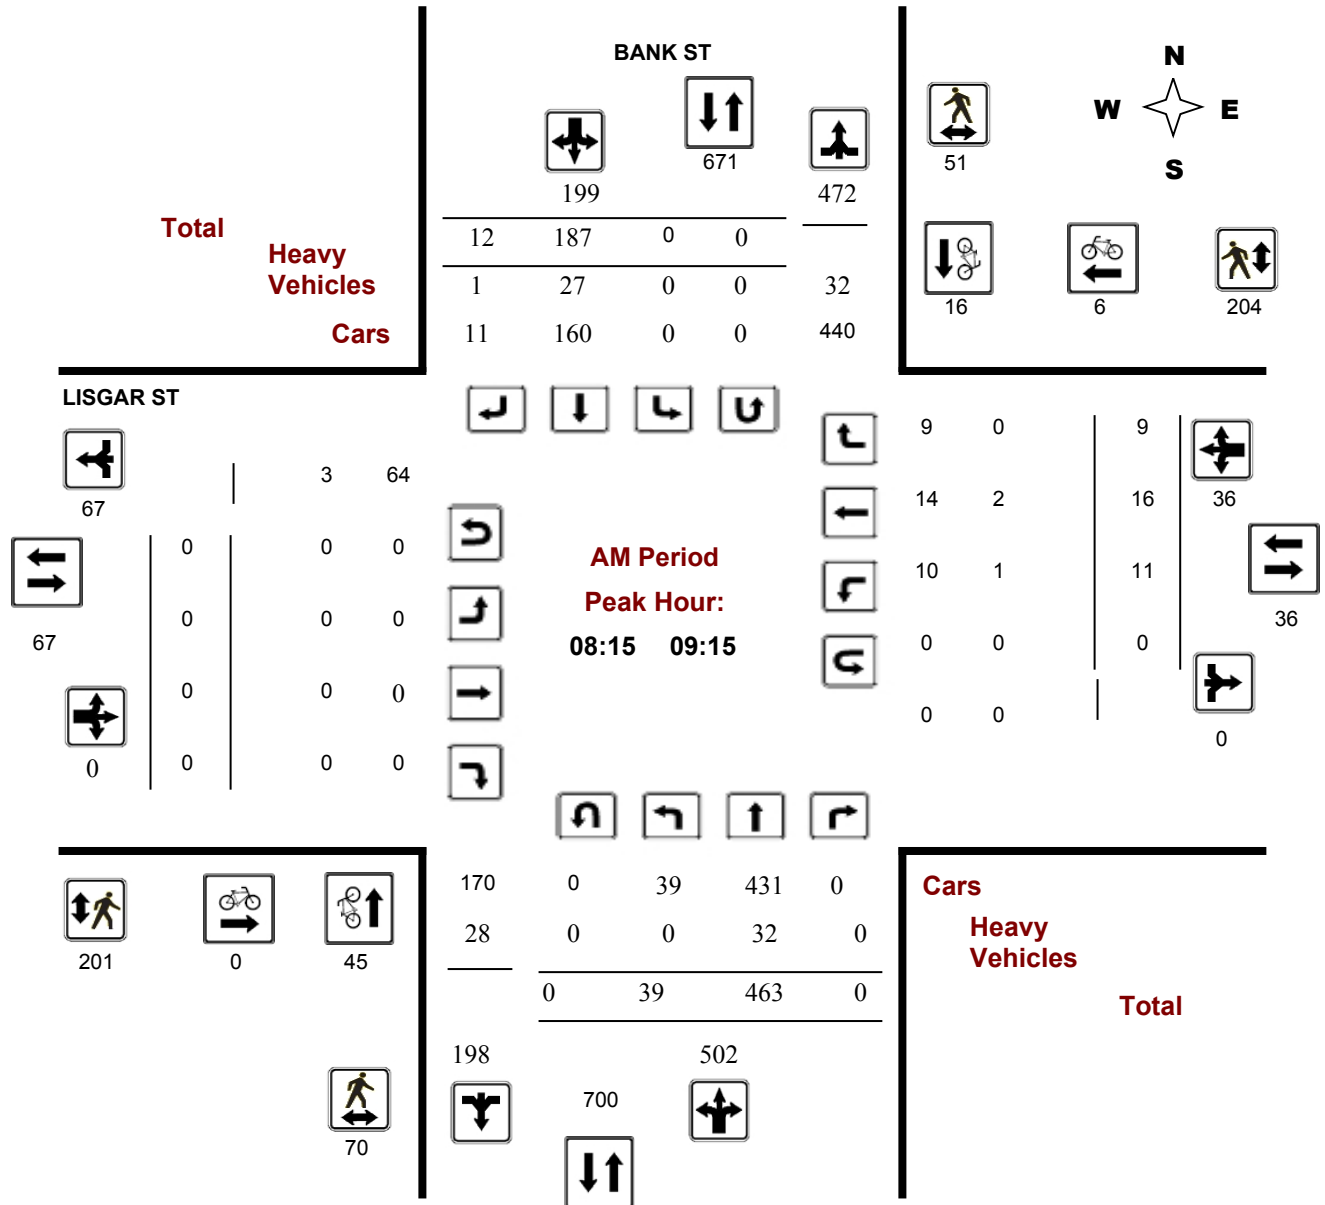 BANK ST
N
W E
S
671
51
199
472
Total
12 187 0 0
Heavy
Vehicles
1 27 0 0 32
16 6 204
Cars
11 160 0 0 440
LISGAR ST
9 0 9
3 64
67
14 2 16 36
0 0 0
AM Period
10 1 11
Peak Hour:
0 0 0
36
67
08:15 09:15
0 0 0
0 0 0
0 0
0
0 0 0 0
170 0 39 431 0
Cars
28 0 0 32 0
Heavy
Vehicles
201 0 45
0 39 463 0
Total
198 502
700
70